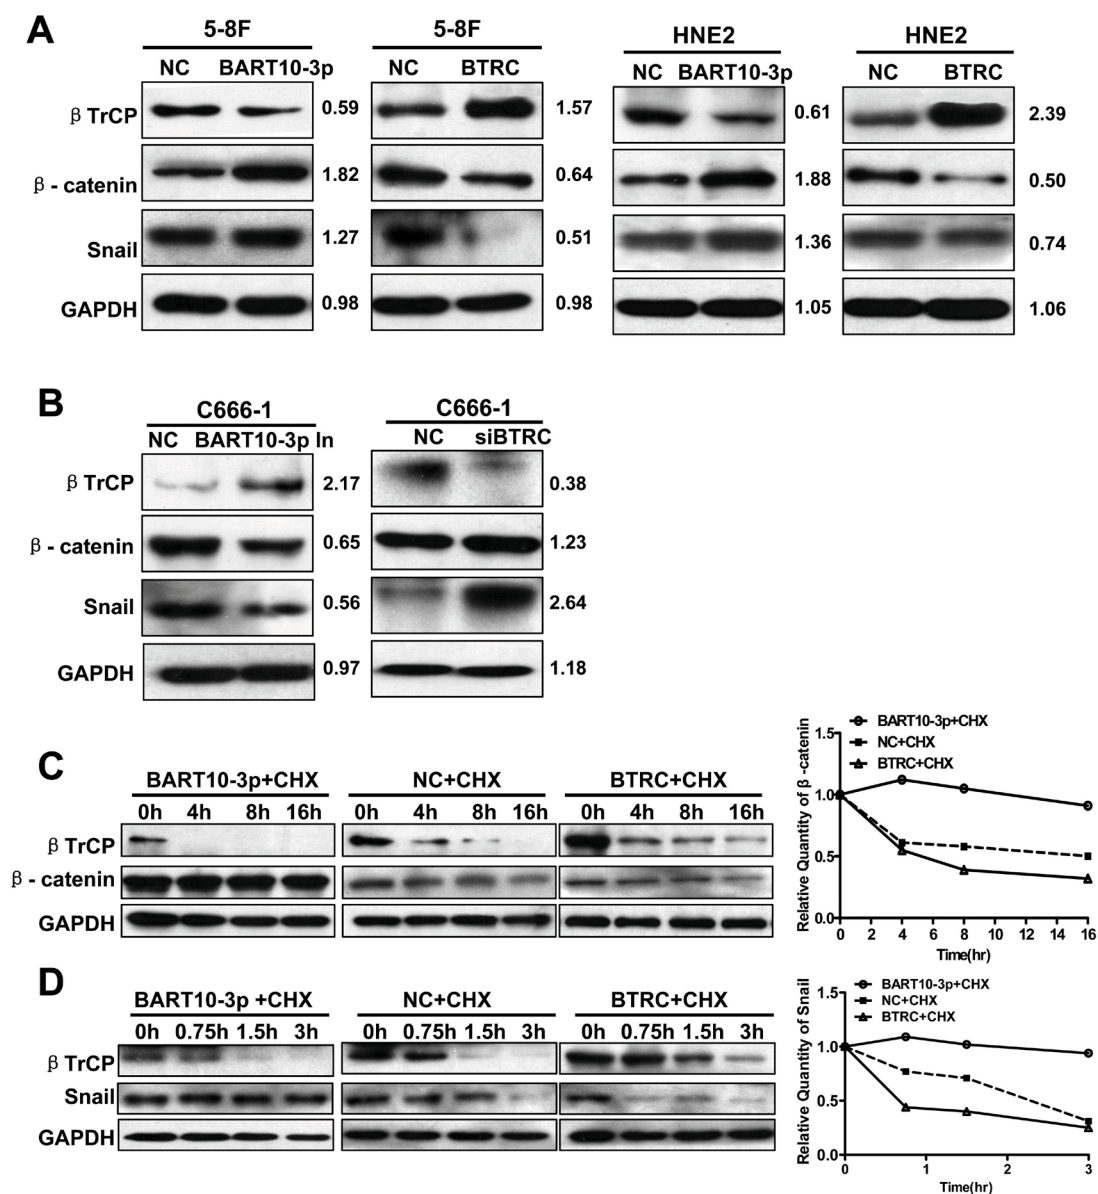 A
5-8F
5-8F
HNE2
HNE2
NC BART10-3p
NC BTRC
NC BART10-3p
NC BTRC
β TrCP 0.59 1.57 0.61 2.39
β - catenin 1.82 0.64 1.88 0.50
Snail 1.27 0.51 1.36 0.74
GAPDH 0.98 0.98 1.05 1.06
B
C666-1
C666-1
NC BART10-3p In
NC siBTRC
β TrCP 2.17 0.38
β - catenin 0.65 1.23
Snail 0.56 2.64
GAPDH 0.97 1.18
C
BART10-3p+CHX NC+CHX BTRC+CHX
0h 4h 8h 16h 0h 4h 8h 16h 0h 4h 8h 16h
β TrCP
β - catenin
GAPDH
BART10-3p+CHX
NC+CHX
BTRC+CHX
Relative Quantity of β -catenin
1.5
1.0
0.5
0.0
0 2 4 6 8 10 12 14 16
Time(hr)
D
BART10-3p +CHX NC+CHX BTRC+CHX
0h 0.75h 1.5h 3h 0h 0.75h 1.5h 3h 0h 0.75h 1.5h 3h
β TrCP
Snail
GAPDH
BART10-3p+CHX
NC+CHX
BTRC+CHX
Relative Quantity of Snail
1.5
1.0
0.5
0.0
0 1 2 3
Time(hr)